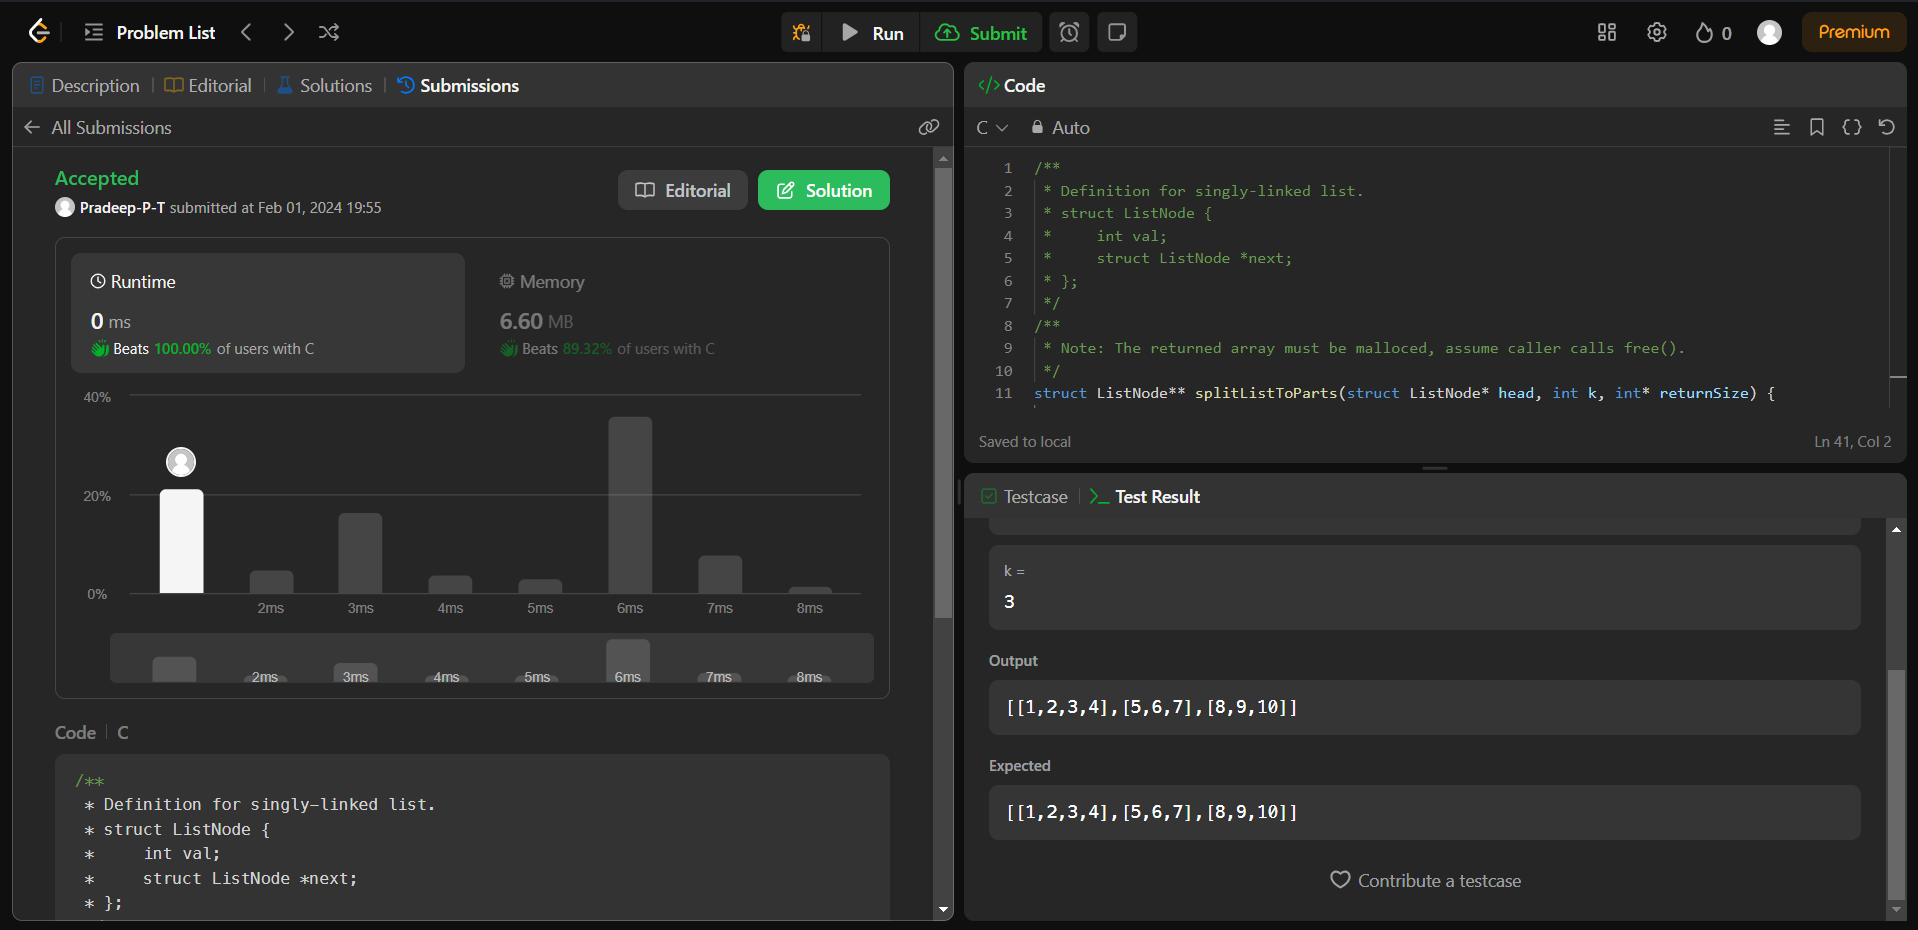 Problem List
Run
Submit
0
Premium
Description
Editorial
Solutions
Submissions
All Submissions
Accepted
Pradeep-P-T submitted at Feb 01, 2024 19:55
Editorial
Solution
Runtime
0 ms
Beats 100.00% of users with C
Memory
6.60 MB
Beats 89.32% of users with C
40%
20%
0%
2ms 3ms 4ms 5ms 6ms 7ms 8ms
2ms 3ms 4ms 5ms 6ms 7ms 8ms
Code | C
/**
 * Definition for singly-linked list.
 * struct ListNode {
 *     int val;
 *     struct ListNode *next;
 * };
</> Code
C
Auto
1 /**
2  * Definition for singly-linked list.
3  * struct ListNode {
4  *     int val;
5  *     struct ListNode *next;
6  * };
7  */
8 /**
9  * Note: The returned array must be malloced, assume caller calls free().
10  */
11 struct ListNode** splitListToParts(struct ListNode* head, int k, int* returnSize) {
Saved to local
Ln 41, Col 2
Testcase
Test Result
k =
3
Output
[[1,2,3,4],[5,6,7],[8,9,10]]
Expected
[[1,2,3,4],[5,6,7],[8,9,10]]
Contribute a testcase